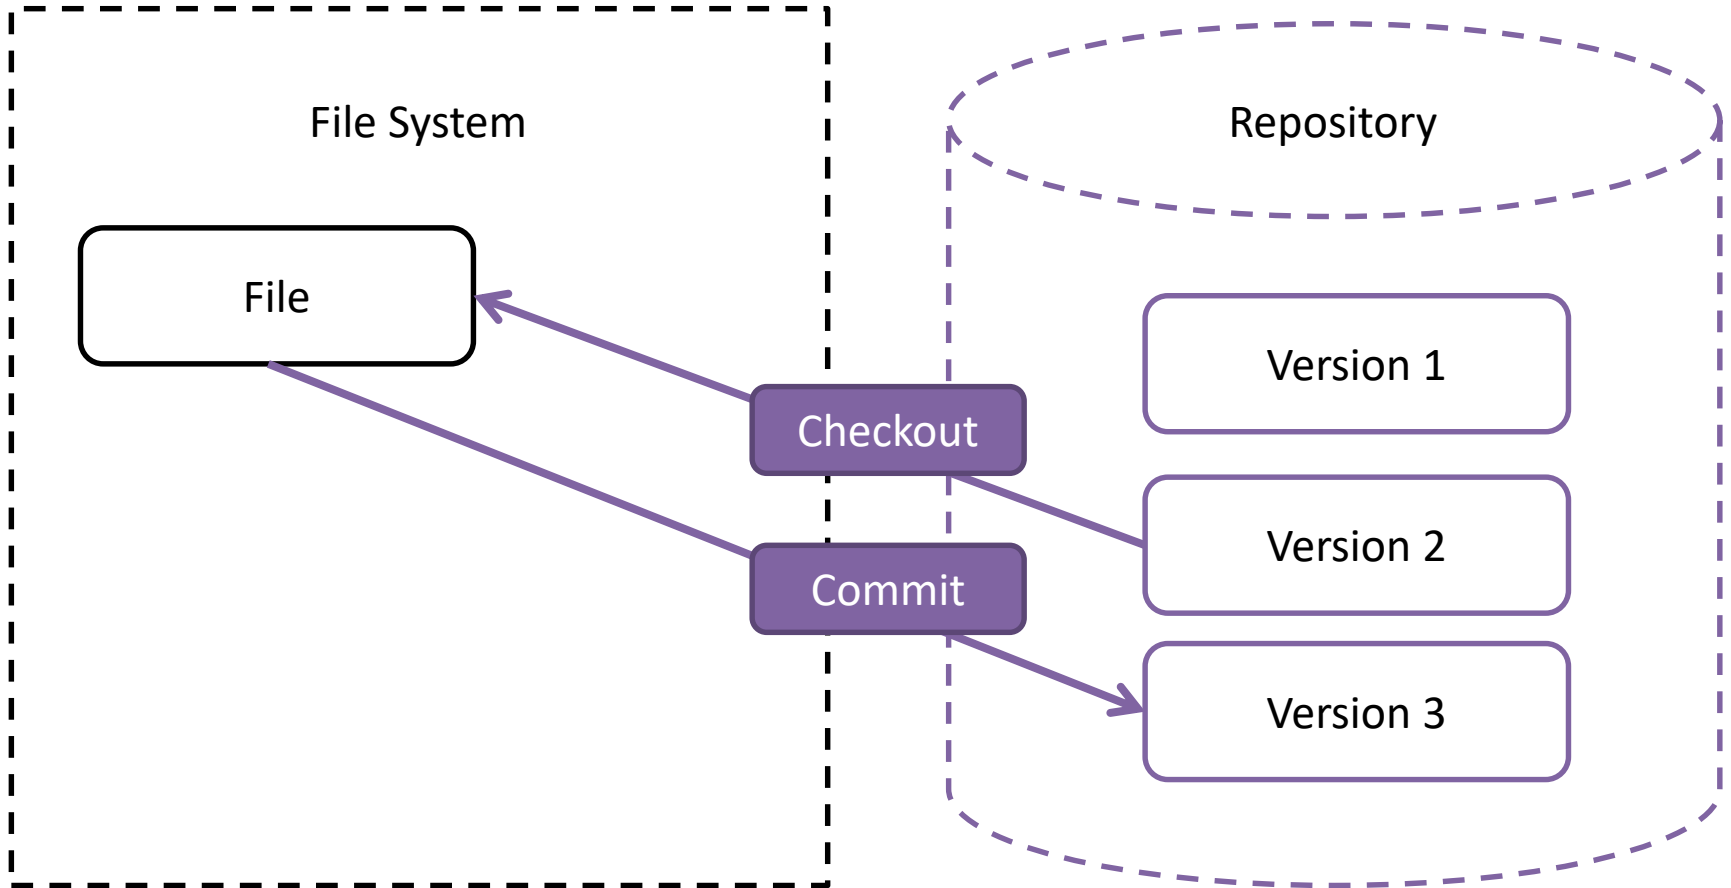 File System
Repository
File
Version 1
Checkout
Version 2
Commit
Version 3